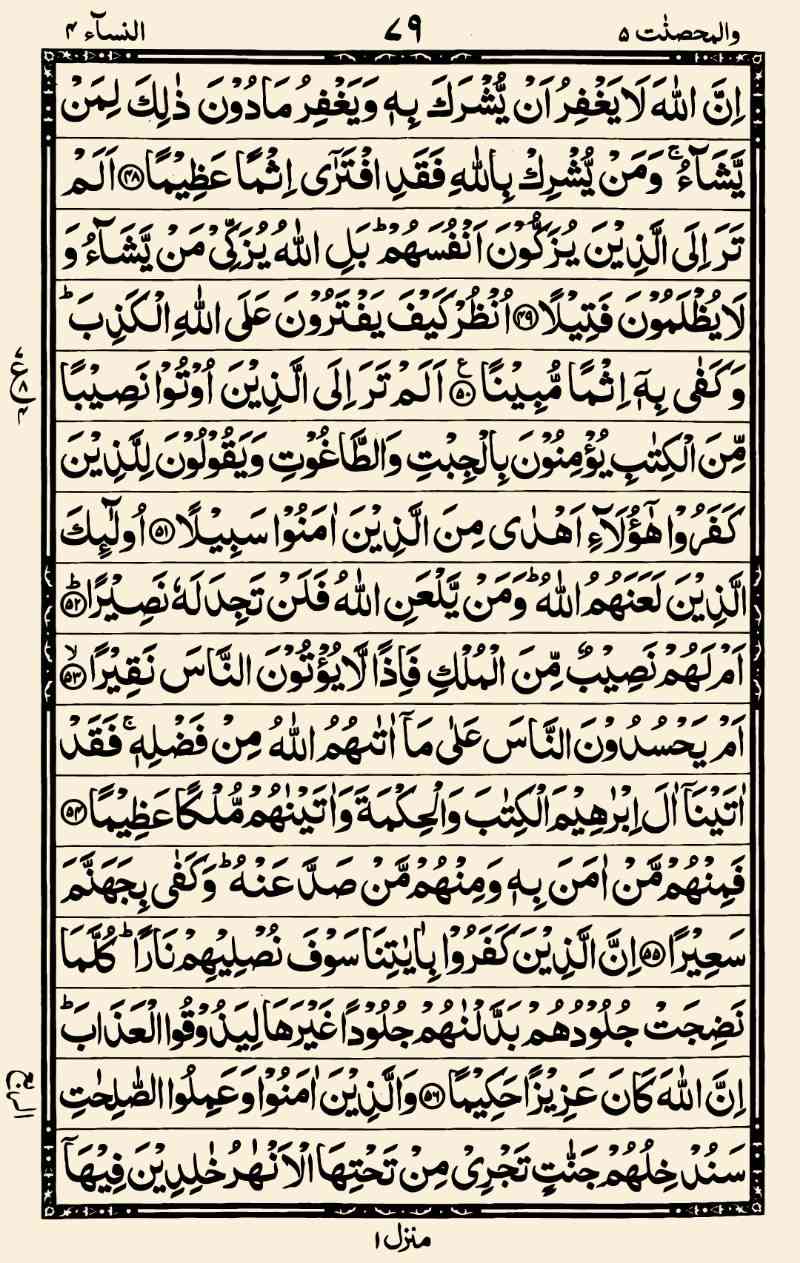 والمحصنٰت ۵
۷۹
النسآء ۴
اِنَّ اللّٰهَ لَا يَغْفِرُ اَنْ يُّشْرَكَ بِهٖ وَيَغْفِرُ مَا دُوْنَ ذٰلِكَ لِمَنْ
يَّشَآءُ ۚ وَمَنْ يُّشْرِكْ بِاللّٰهِ فَقَدِ افْتَرٰٓى اِثْمًا عَظِيْمًا ﴿۴۸﴾ اَلَمْ
تَرَ اِلَى الَّذِيْنَ يُزَكُّوْنَ اَنْفُسَهُمْ ؕ بَلِ اللّٰهُ يُزَكِّىْ مَنْ يَّشَآءُ وَ
لَا يُظْلَمُوْنَ فَتِيْلًا ﴿۴۹﴾ اُنْظُرْ كَيْفَ يَفْتَرُوْنَ عَلَى اللّٰهِ الْكَذِبَ ؕ
وَكَفٰى بِهٖٓ اِثْمًا مُّبِيْنًا ﴿۵۰﴾ ع اَلَمْ تَرَ اِلَى الَّذِيْنَ اُوْتُوْا نَصِيْبًا
۷ ع ۸ ۴
مِّنَ الْكِتٰبِ يُؤْمِنُوْنَ بِالْجِبْتِ وَالطَّاغُوْتِ وَيَقُوْلُوْنَ لِلَّذِيْنَ
كَفَرُوْا هٰٓؤُلَآءِ اَهْدٰى مِنَ الَّذِيْنَ اٰمَنُوْا سَبِيْلًا ﴿۵۱﴾ اُولٰٓئِكَ
الَّذِيْنَ لَعَنَهُمُ اللّٰهُ ؕ وَمَنْ يَّلْعَنِ اللّٰهُ فَلَنْ تَجِدَ لَهٗ نَصِيْرًا ﴿۵۲﴾ ؕ
اَمْ لَهُمْ نَصِيْبٌ مِّنَ الْمُلْكِ فَاِذًا لَّا يُؤْتُوْنَ النَّاسَ نَقِيْرًا ﴿۵۳﴾ ۙ
اَمْ يَحْسُدُوْنَ النَّاسَ عَلٰى مَآ اٰتٰىهُمُ اللّٰهُ مِنْ فَضْلِهٖ ۚ فَقَدْ
اٰتَيْنَآ اٰلَ اِبْرٰهِيْمَ الْكِتٰبَ وَالْحِكْمَةَ وَاٰتَيْنٰهُمْ مُّلْكًا عَظِيْمًا ﴿۵۴﴾
فَمِنْهُمْ مَّنْ اٰمَنَ بِهٖ وَمِنْهُمْ مَّنْ صَدَّ عَنْهُ ؕ وَكَفٰى بِجَهَنَّمَ
سَعِيْرًا ﴿۵۵﴾ اِنَّ الَّذِيْنَ كَفَرُوْا بِاٰيٰتِنَا سَوْفَ نُصْلِيْهِمْ نَارًا ؕ كُلَّمَا
نَضِجَتْ جُلُوْدُهُمْ بَدَّلْنٰهُمْ جُلُوْدًا غَيْرَهَا لِيَذُوْقُوا الْعَذَابَ ؕ
اِنَّ اللّٰهَ كَانَ عَزِيْزًا حَكِيْمًا ﴿۵۶﴾ وَالَّذِيْنَ اٰمَنُوْا وَعَمِلُوا الصّٰلِحٰتِ
الربع
سَنُدْخِلُهُمْ جَنّٰتٍ تَجْرِىْ مِنْ تَحْتِهَا الْاَنْهٰرُ خٰلِدِيْنَ فِيْهَآ
منزل ۱